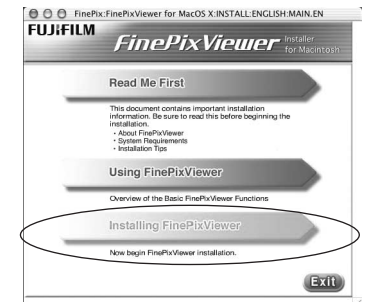 FinePix:FinePixViewer for MacOS X:INSTALL:ENGLISH:MAIN.EN
FUJIFILM
FinePixViewer Installer for Macintosh
Read Me First
This document contains important installation
information. Be sure to read this before beginning the
installation.
・About FinePixViewer
・System Requirements
・Installation Tips
Using FinePixViewer
Overview of the Basic FinePixViewer Functions
Installing FinePixViewer
Now begin FinePixViewer installation.
Exit